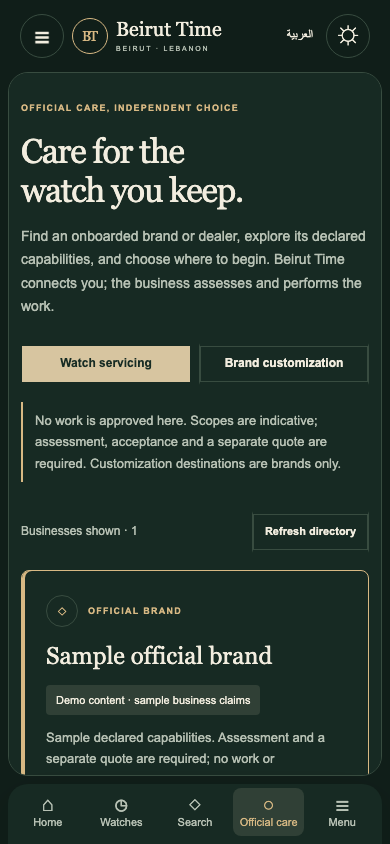 BT
Beirut Time
BEIRUT · LEBANON
العربية
OFFICIAL CARE, INDEPENDENT CHOICE
Care for the
watch you keep.
Find an onboarded brand or dealer, explore its declared
capabilities, and choose where to begin. Beirut Time
connects you; the business assesses and performs the
work.
Watch servicing
Brand customization
No work is approved here. Scopes are indicative;
assessment, acceptance and a separate quote are
required. Customization destinations are brands only.
Businesses shown · 1
Refresh directory
OFFICIAL BRAND
Sample official brand
Demo content · sample business claims
Sample declared capabilities. Assessment and a
separate quote are required; no work or
Home
Watches
Search
Official care
Menu